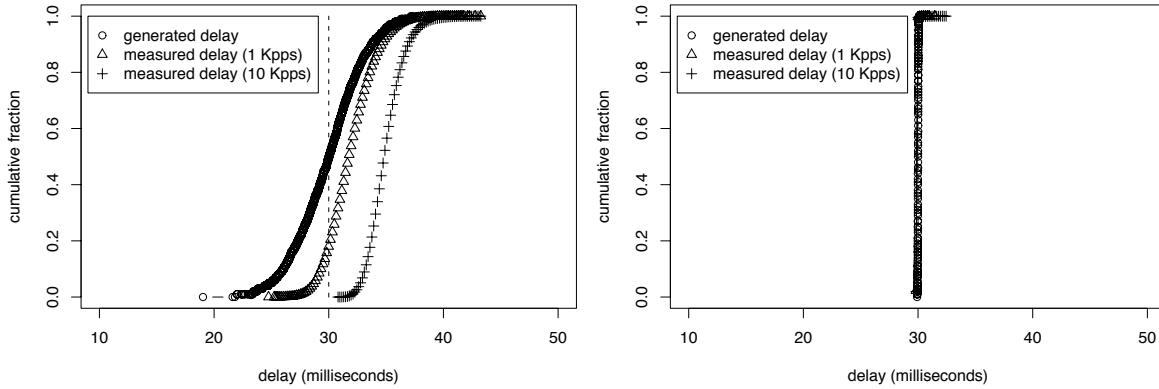 1.0
0.8
0.6
0.4
0.2
0.0
cumulative fraction
generated delay
measured delay (1 Kpps)
measured delay (10 Kpps)
10 20 30 40 50
delay (milliseconds)
1.0
0.8
0.6
0.4
0.2
0.0
cumulative fraction
generated delay
measured delay (1 Kpps)
measured delay (10 Kpps)
10 20 30 40 50
delay (milliseconds)